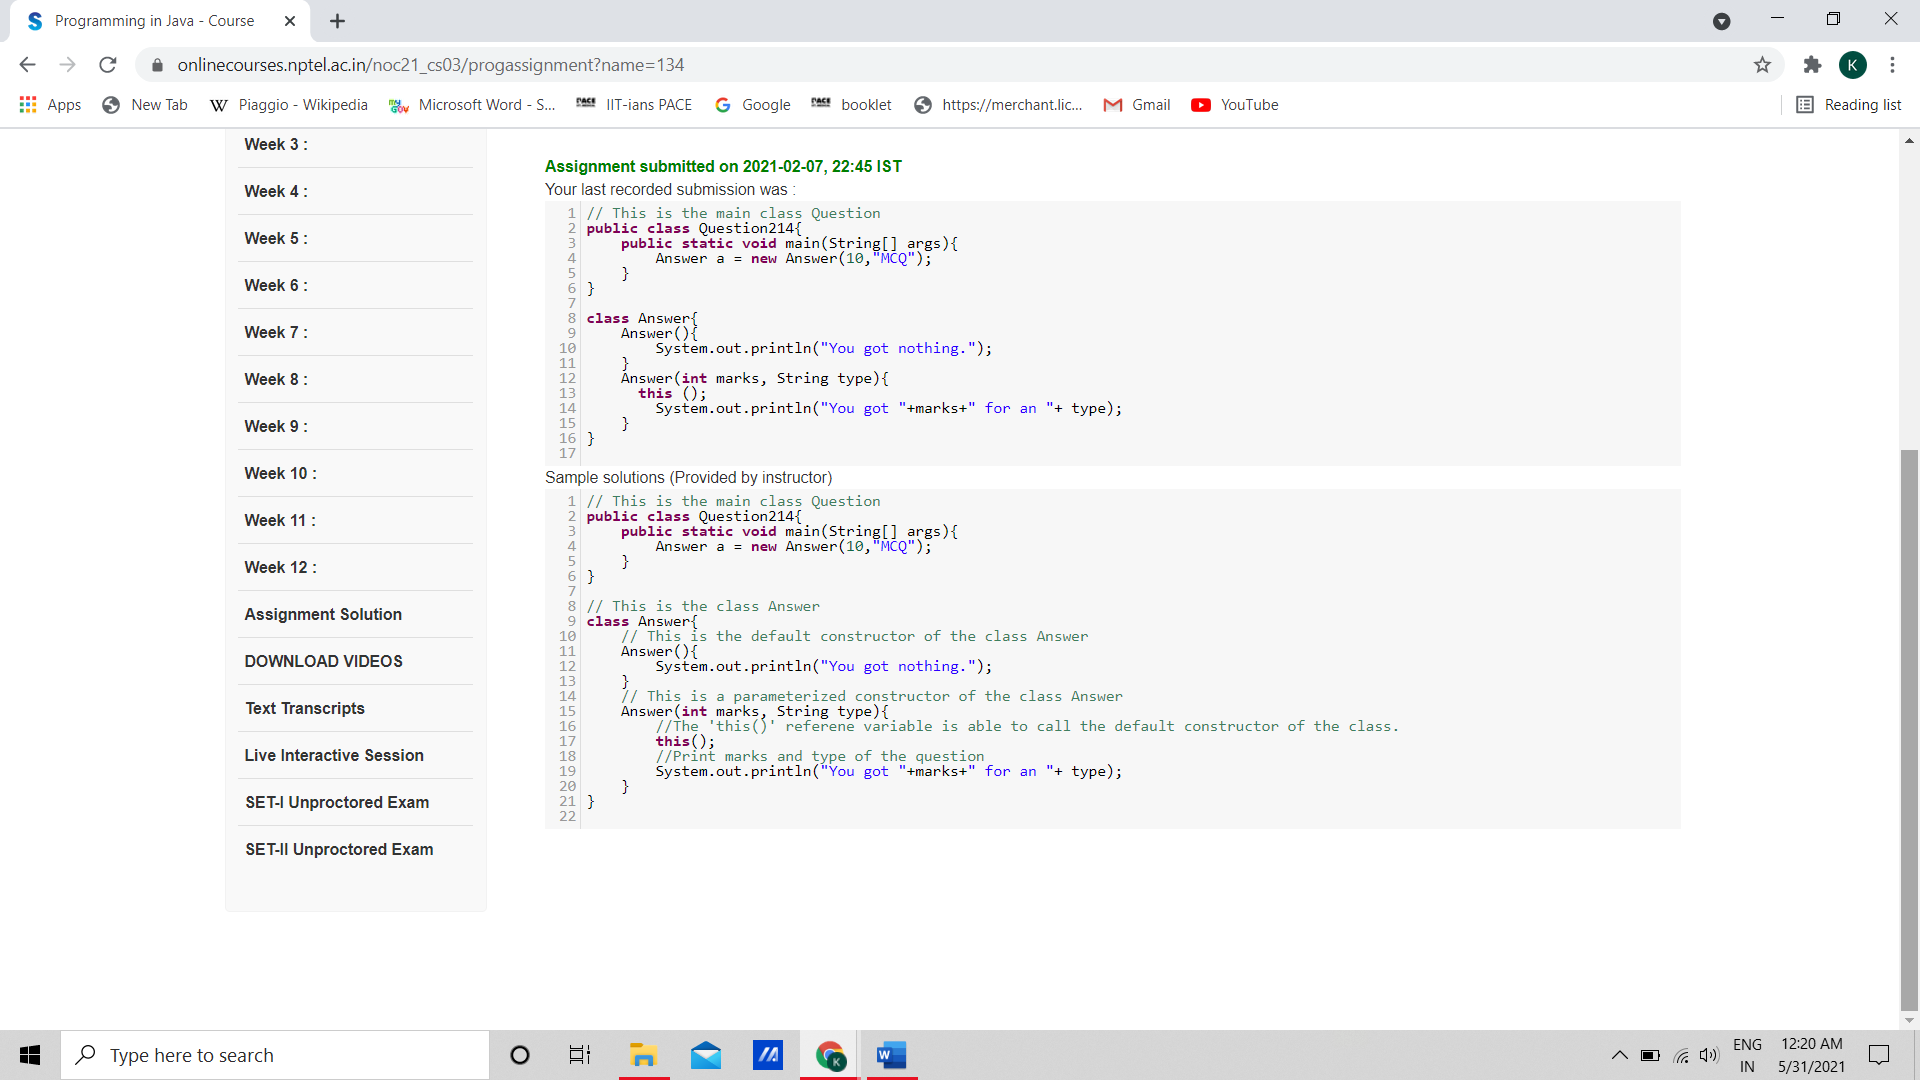 Programming in Java - Course
onlinecourses.nptel.ac.in/noc21_cs03/progassignment?name=134
K
Apps New Tab W Piaggio - Wikipedia Microsoft Word - S... IIT-ians PACE Google booklet https://merchant.lic... Gmail YouTube Reading list
Week 3 :
Week 4 :
Week 5 :
Week 6 :
Week 7 :
Week 8 :
Week 9 :
Week 10 :
Week 11 :
Week 12 :
Assignment Solution
DOWNLOAD VIDEOS
Text Transcripts
Live Interactive Session
SET-I Unproctored Exam
SET-II Unproctored Exam
Assignment submitted on 2021-02-07, 22:45 IST
Your last recorded submission was :
1 // This is the main class Question
2 public class Question214{
3 public static void main(String[] args){
4 Answer a = new Answer(10,"MCQ");
5 }
6 }
7
8 class Answer{
9 Answer(){
10 System.out.println("You got nothing.");
11 }
12 Answer(int marks, String type){
13 this ();
14 System.out.println("You got "+marks+" for an "+ type);
15 }
16 }
17
Sample solutions (Provided by instructor)
1 // This is the main class Question
2 public class Question214{
3 public static void main(String[] args){
4 Answer a = new Answer(10,"MCQ");
5 }
6 }
7
8 // This is the class Answer
9 class Answer{
10 // This is the default constructor of the class Answer
11 Answer(){
12 System.out.println("You got nothing.");
13 }
14 // This is a parameterized constructor of the class Answer
15 Answer(int marks, String type){
16 //The 'this()' referene variable is able to call the default constructor of the class.
17 this();
18 //Print marks and type of the question
19 System.out.println("You got "+marks+" for an "+ type);
20 }
21 }
22
Type here to search
ENG
IN
12:20 AM
5/31/2021